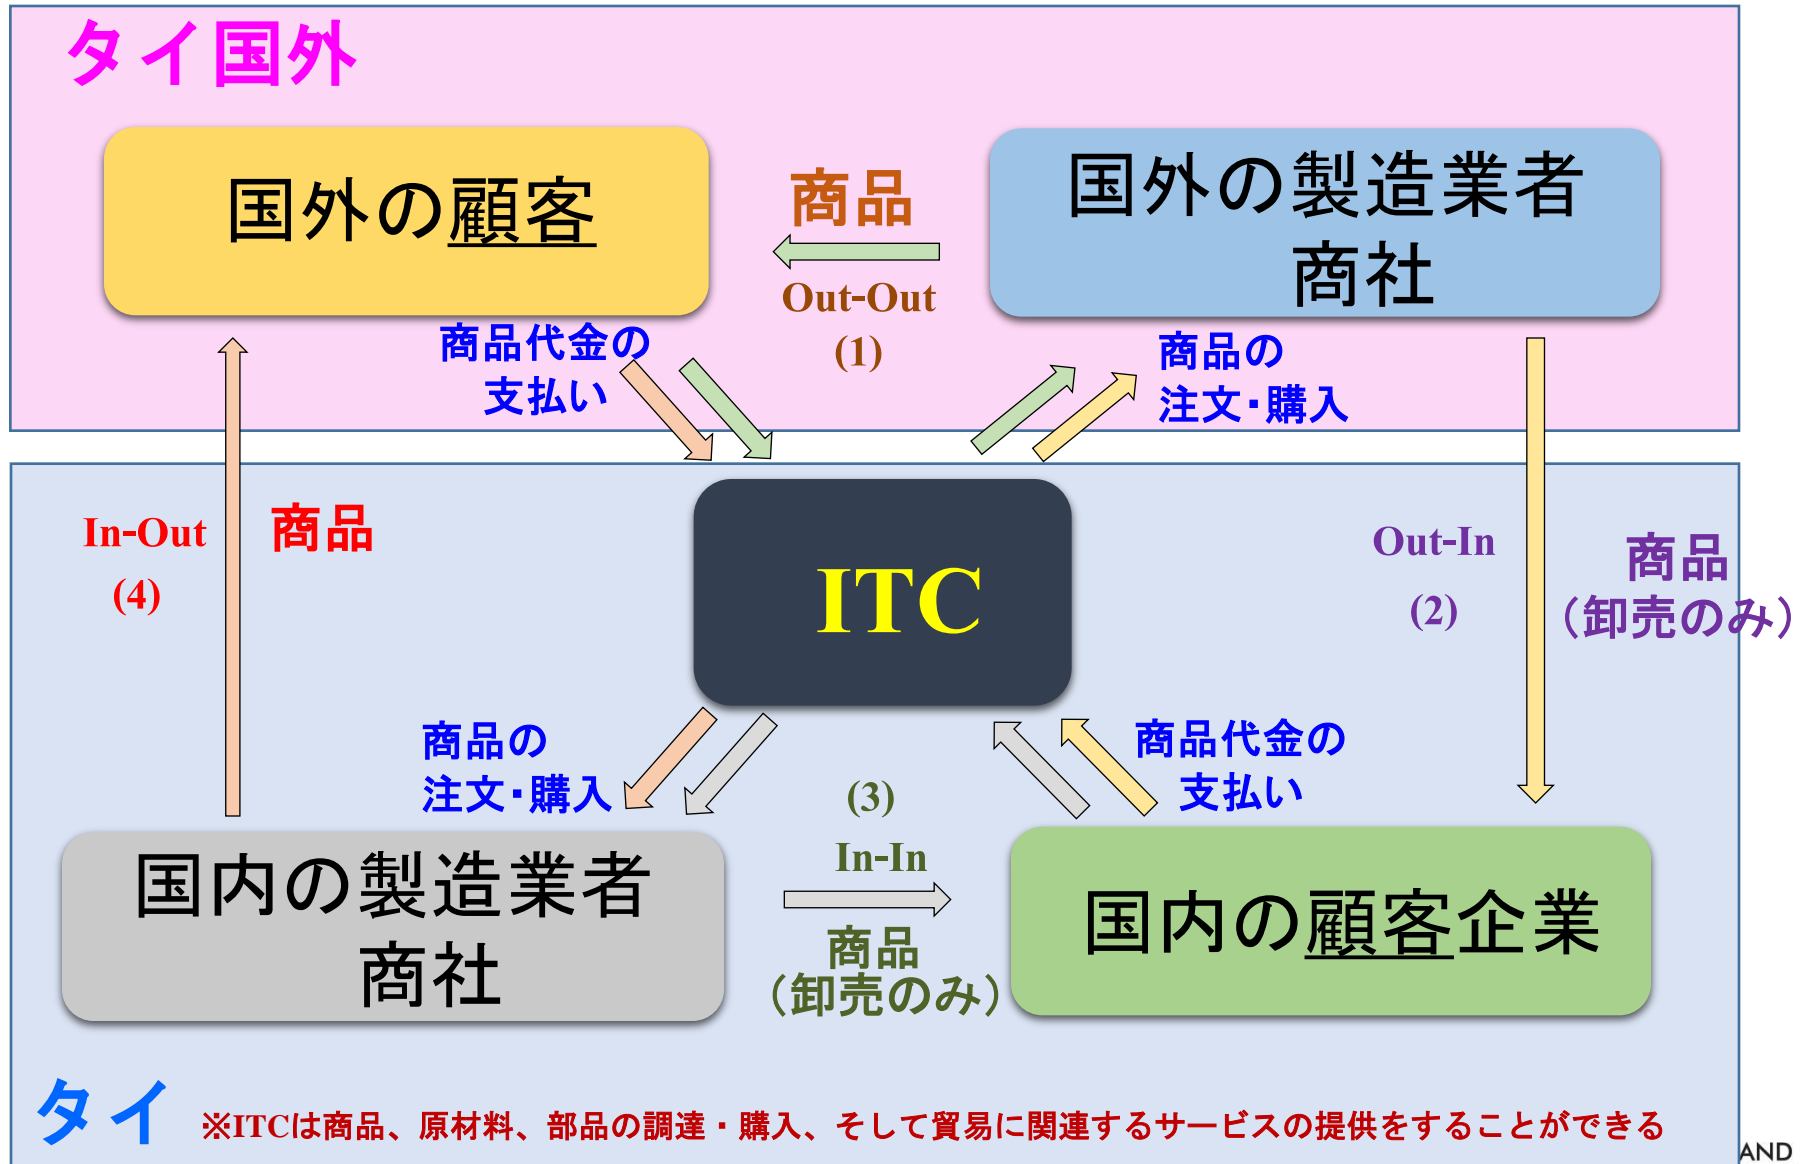 タイ国外
国外の顧客
商品
Out-Out
(1)
国外の製造業者
商社
商品代金の
支払い
商品の
注文・購入
In-Out
(4)
商品
ITC
Out-In
(2)
商品
（卸売のみ）
商品の
注文・購入
(3)
In-In
商品
（卸売のみ）
商品代金の
支払い
国内の製造業者
商社
国内の顧客企業
タイ
※ITCは商品、原材料、部品の調達・購入、そして貿易に関連するサービスの提供をすることができる
AND